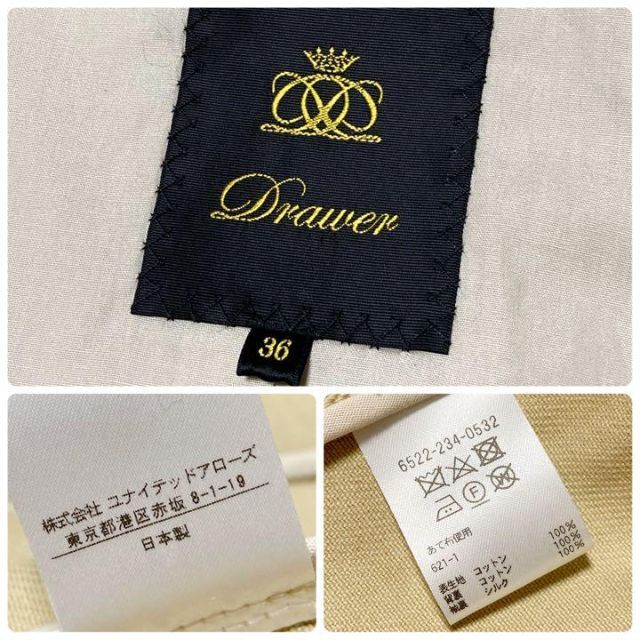 Drawer
36
株式会社 ユナイテッドアローズ
東京都港区赤坂 8-1-19
日本製
6522-234-0532
あて布使用
621-1
表生地 コットン 100%
背裏 コットン 100%
袖裏 シルク 100%